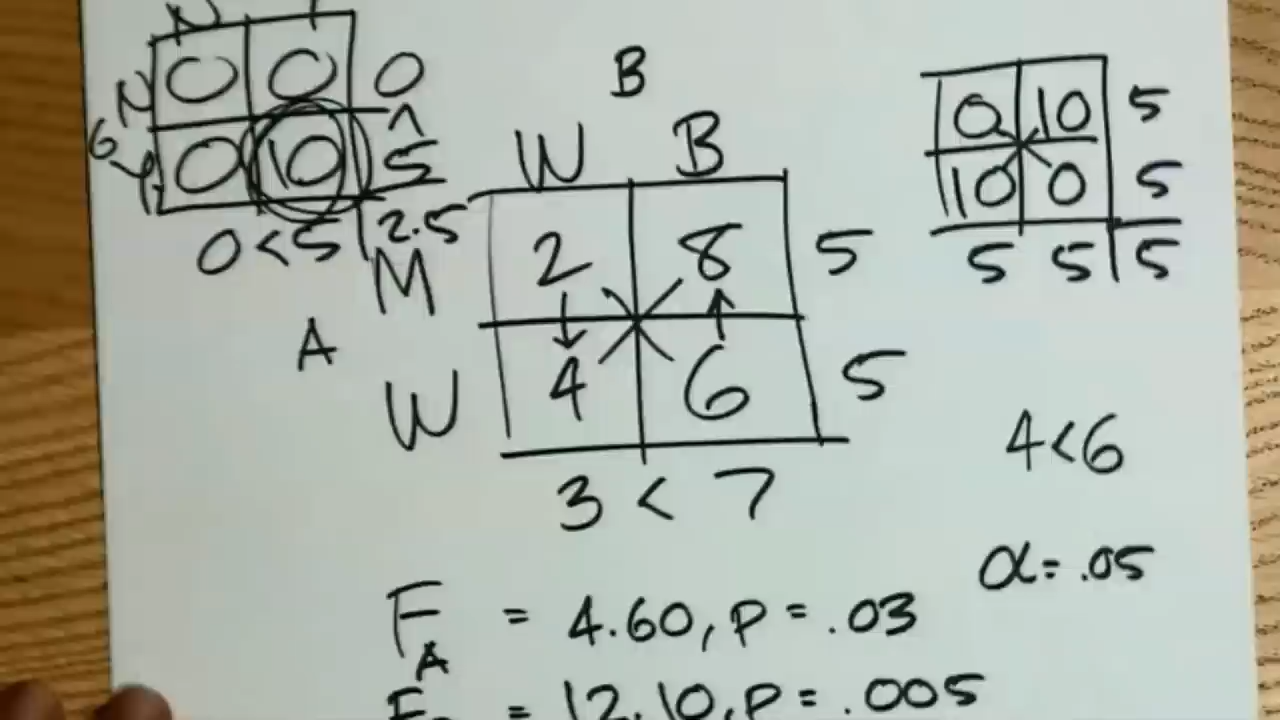 N Y
N 0 0 0
G Y 0 10 5
0 < 5 2.5
B
W B
M 2 8 5
A
W 4 6 5
3 < 7
0 10 5
10 0 5
5 5 5
4 < 6
α = .05
F A = 4.60, p = .03
= 12.10, p = .005